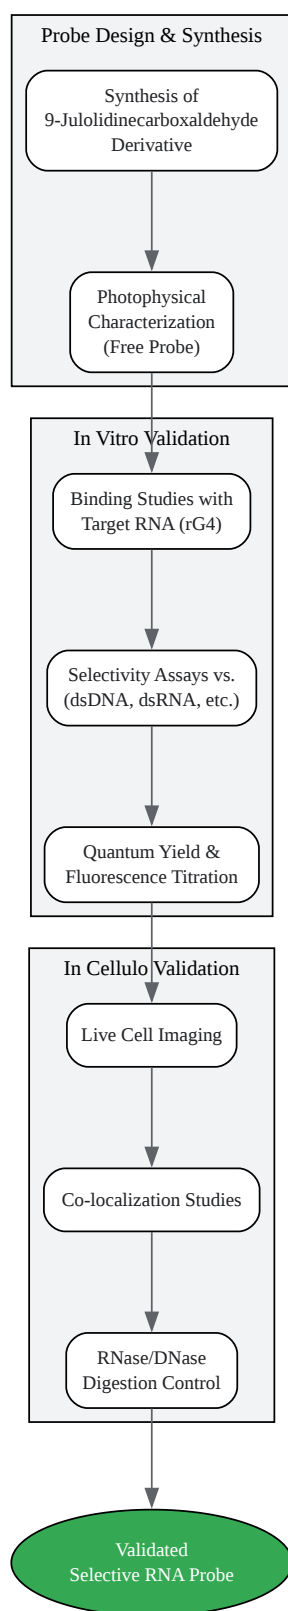 Probe Design & Synthesis
Synthesis of
9-Julolidinecarboxaldehyde
Derivative
Photophysical
Characterization
(Free Probe)
In Vitro Validation
Binding Studies with
Target RNA (rG4)
Selectivity Assays vs.
(dsDNA, dsRNA, etc.)
Quantum Yield &
Fluorescence Titration
In Cellulo Validation
Live Cell Imaging
Co-localization Studies
RNase/DNase
Digestion Control
Validated
Selective RNA Probe